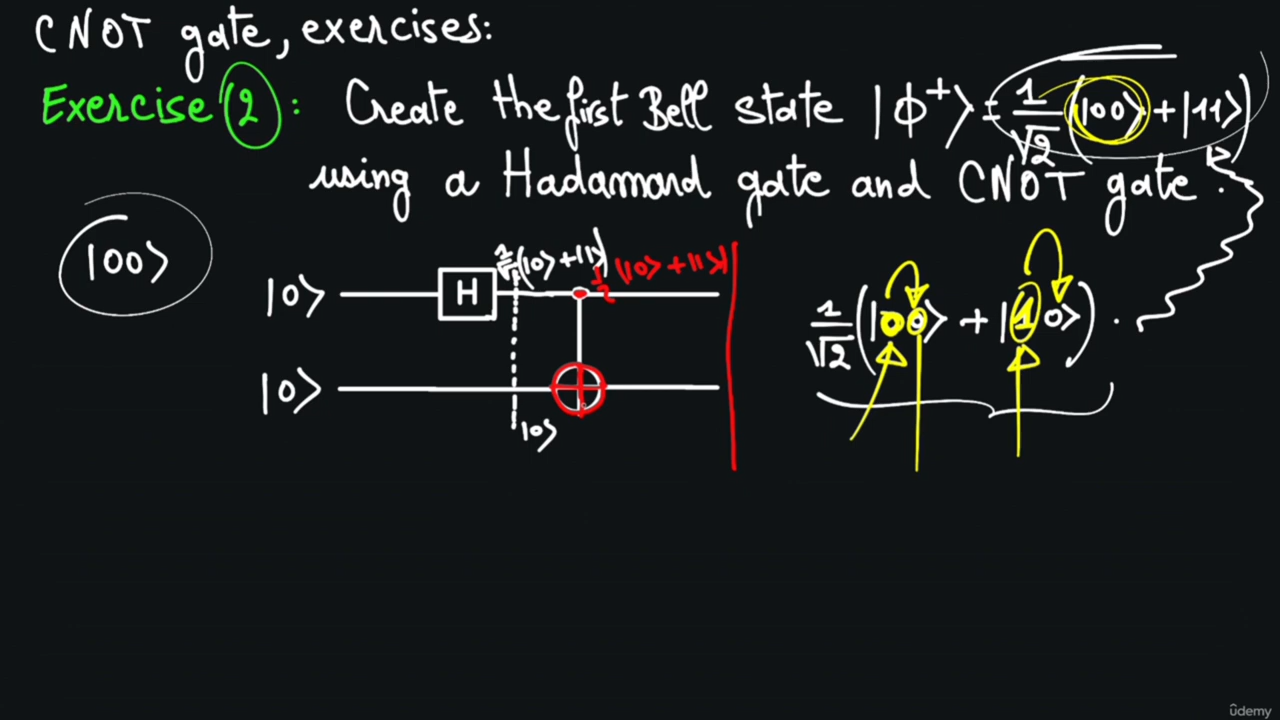 CNOT gate, exercises:
Exercise 2: Create the first Bell state |ϕ⁺⟩ = 1/√2 (|00⟩ + |11⟩)
using a Hadamard gate and CNOT gate.
|00⟩
|0⟩ H 1/√2 (|0⟩ + |1⟩) 1/2 (|0⟩ + |1⟩)
1/√2 (|00⟩ + |10⟩).
|0⟩
|0⟩
ûdemy